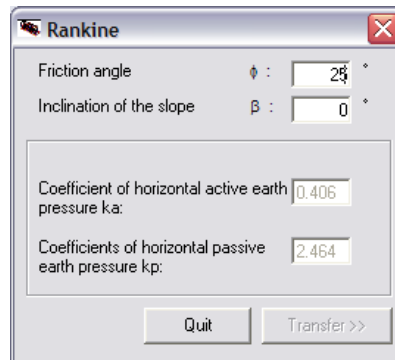 Rankine
Friction angle φ : 25 °
Inclination of the slope β : 0 °
Coefficient of horizontal active earth
pressure ka: 0.406
Coefficients of horizontal passive
earth pressure kp: 2.464
Quit Transfer >>